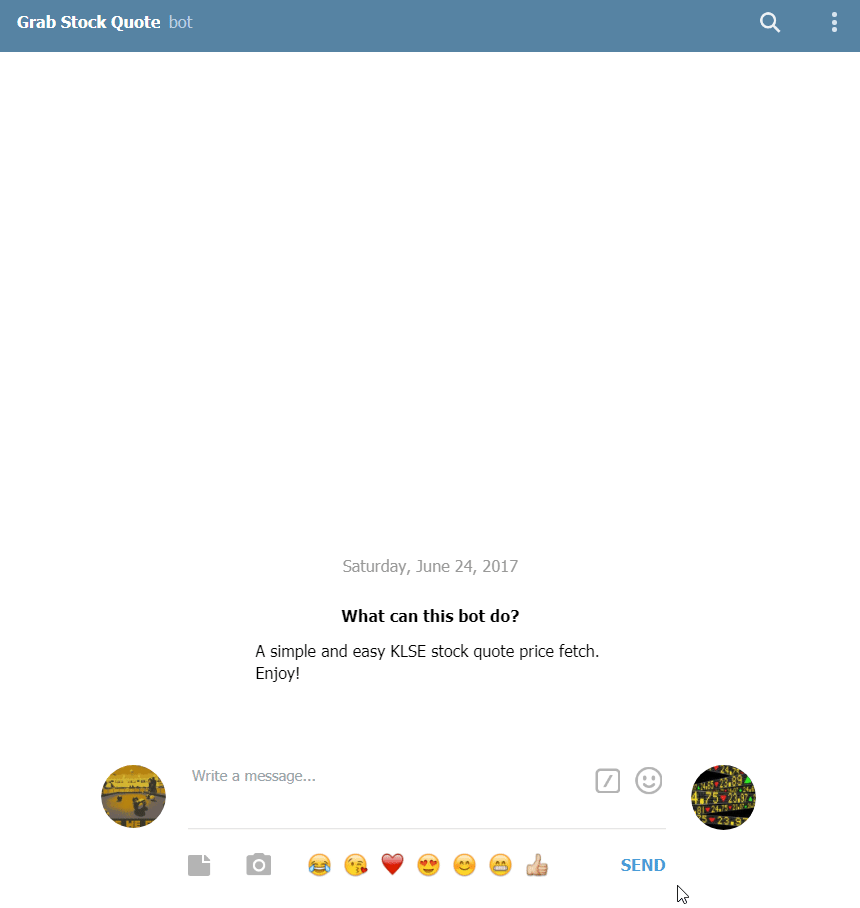 Grab Stock Quote bot
Saturday, June 24, 2017
What can this bot do?
A simple and easy KLSE stock quote price fetch.
Enjoy!
Write a message...
SEND